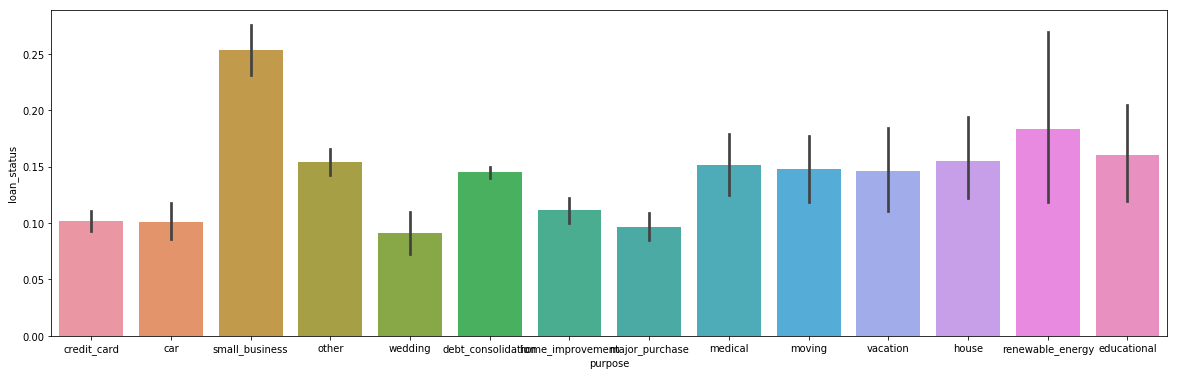 0.25
0.20
0.15
0.10
0.05
0.00
loan_status
credit_card car small_business other wedding debt_consolidation home_improvement major_purchase medical moving vacation house renewable_energy educational
purpose